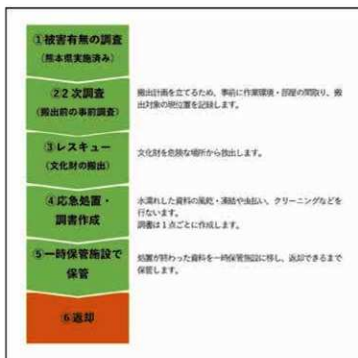 ①被害有無の調査
(熊本県実施済み)
②２次調査
(搬出前の事前調査)
搬出計画を立てるため、事前に作業環境・部屋の間取り、搬
出対象の現位置を記録します。
③レスキュー
(文化財の搬出)
文化財を危険な場所から救出します。
④応急処置・
調書作成
水濡れした資料の風乾・凍結や虫払い、クリーニングなどを
行ないます。
調書は１点ごとに作成します。
⑤一時保管施設で
保管
処置が終わった資料を一時保管施設に移し、返却できるまで
保管します。
⑥返却